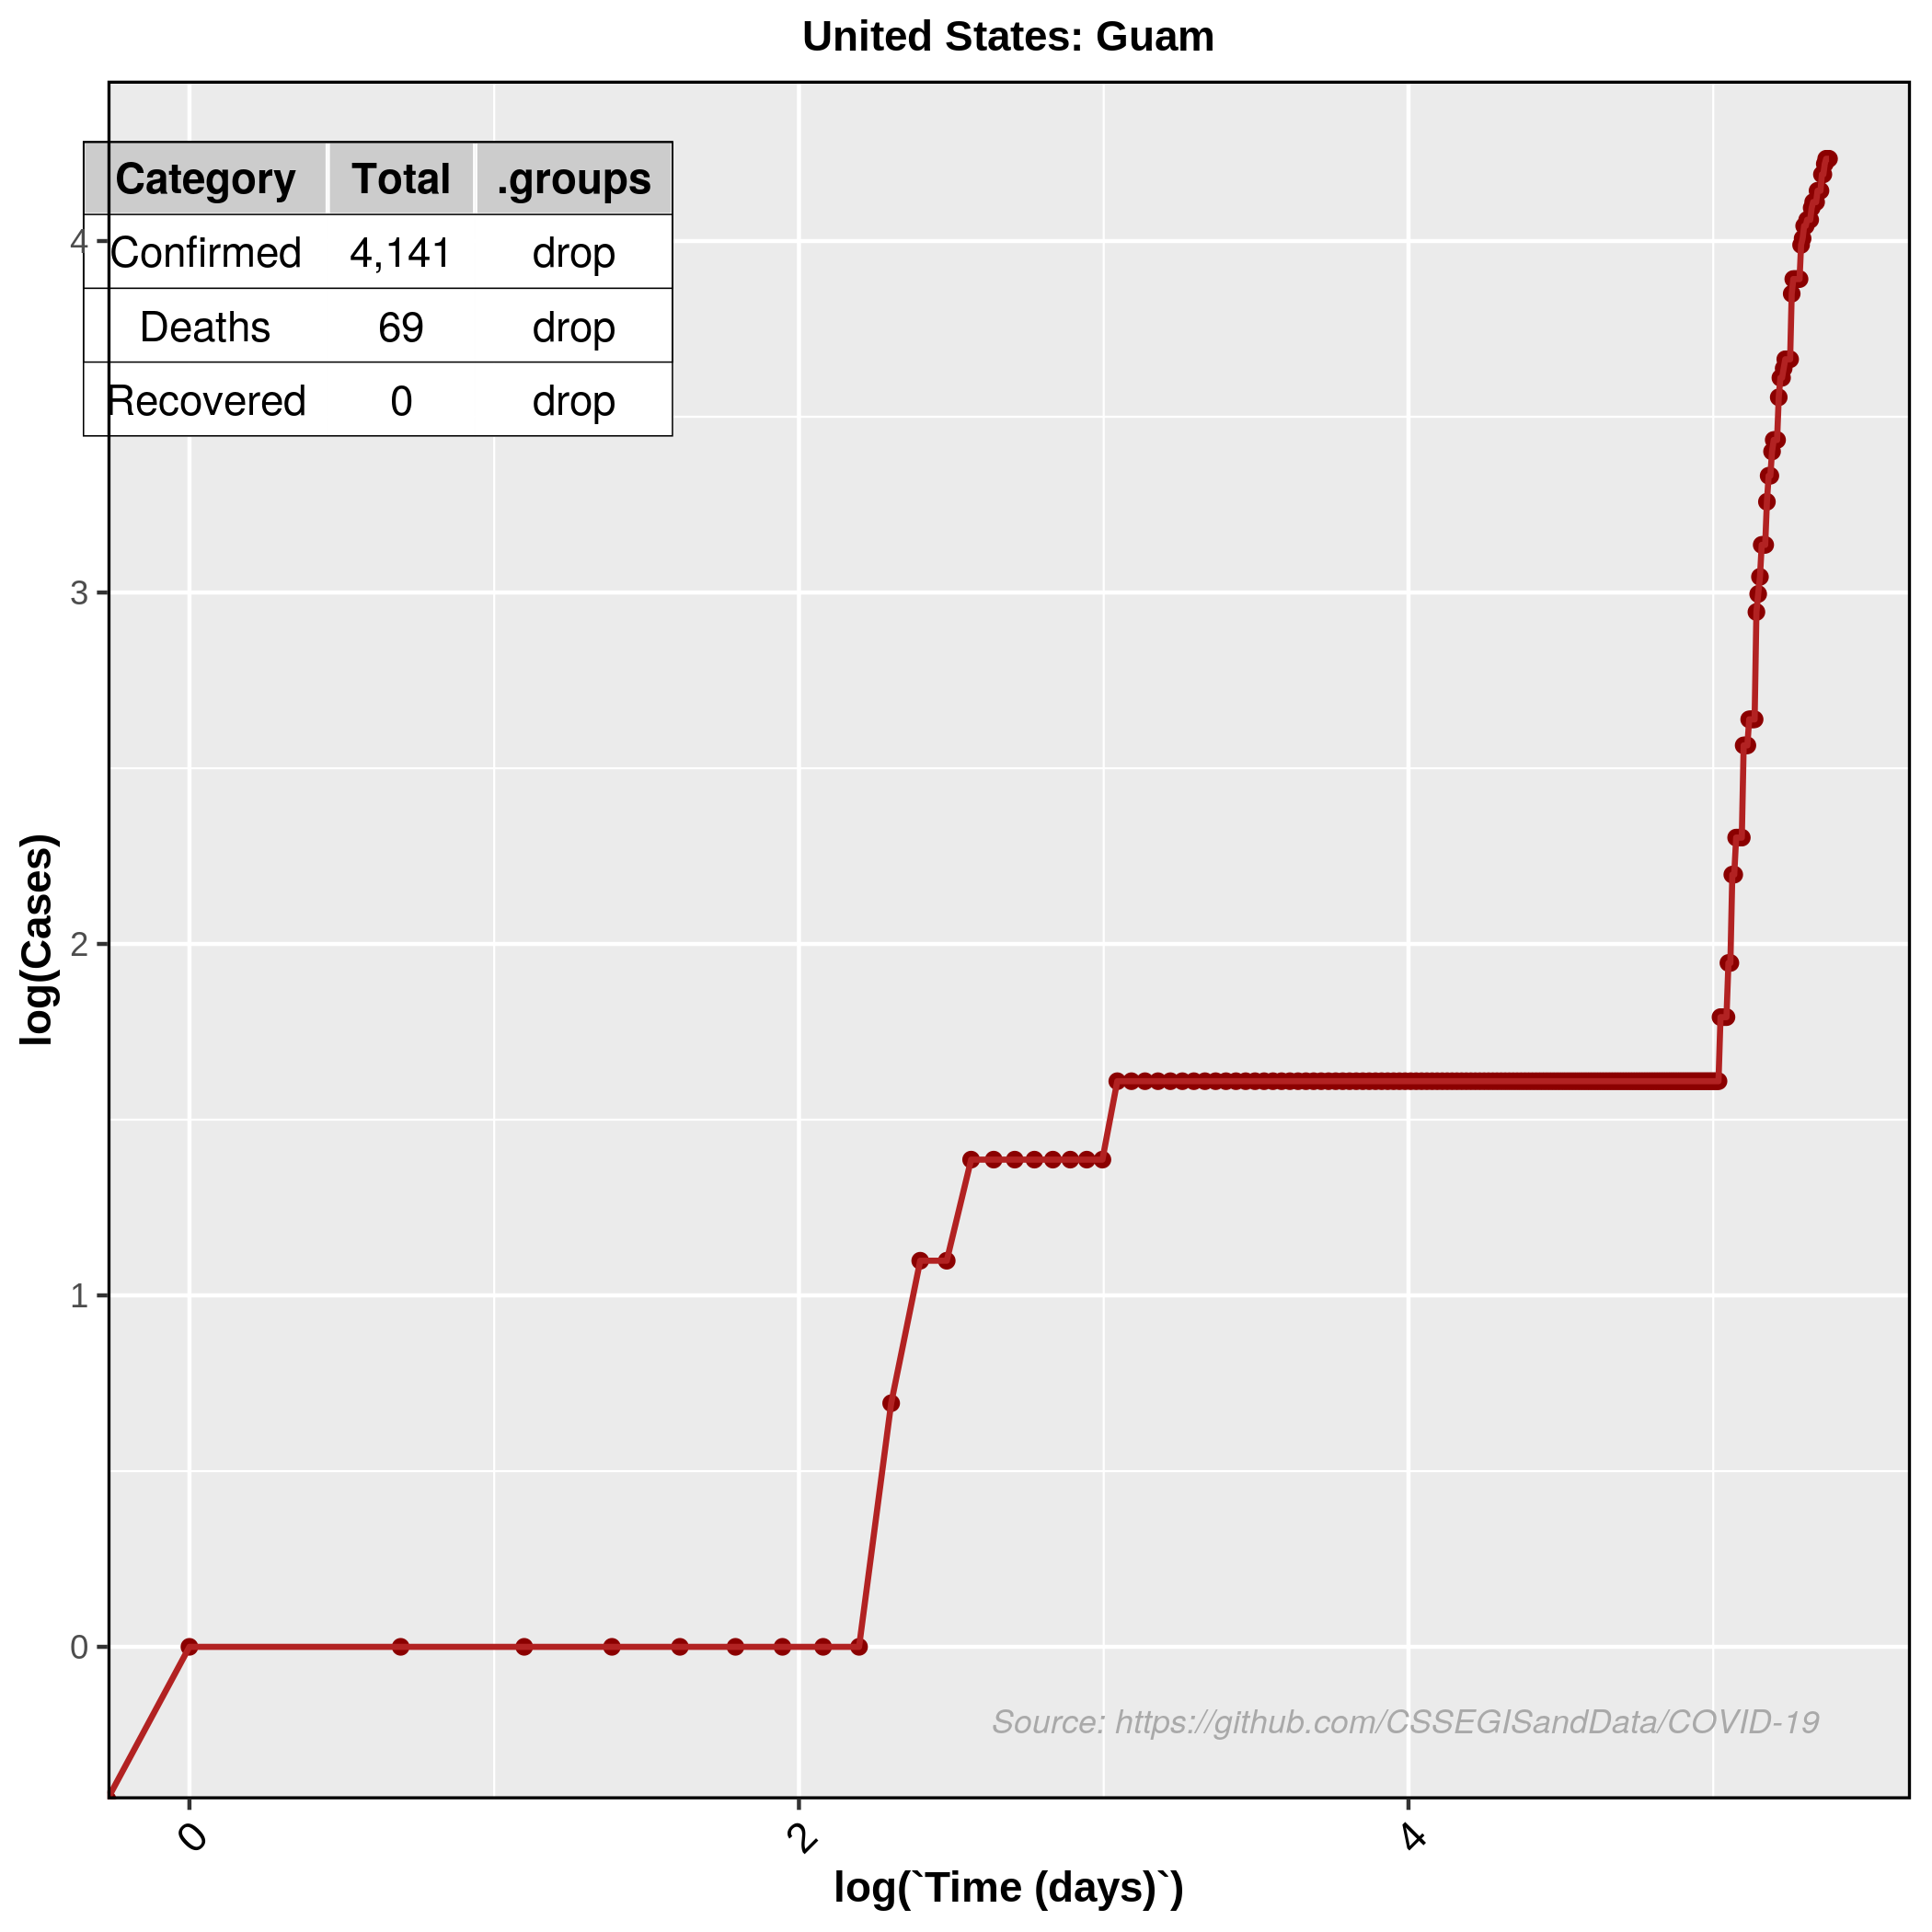 United States: Guam
Category Total .groups
Confirmed 4,141 drop
Deaths 69 drop
Recovered 0 drop
4
3
2
1
0
log(Cases)
Source: https://github.com/CSSEGISandData/COVID-19
0 2 4
log(`Time (days)`)